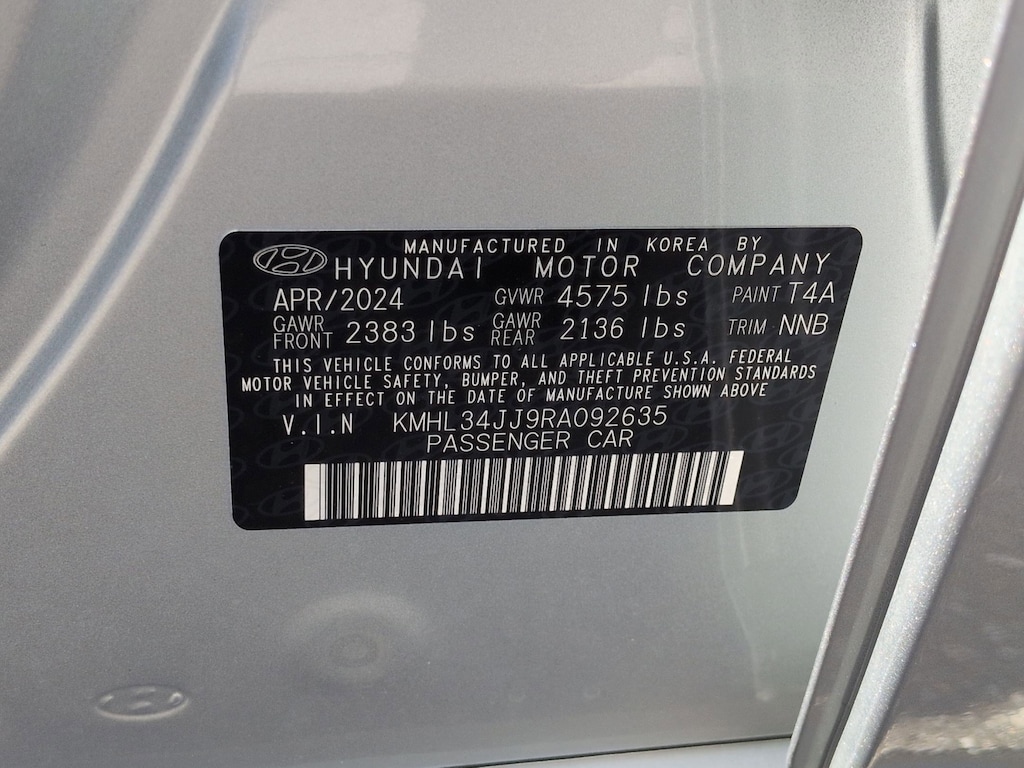 MANUFACTURED IN KOREA BY
HYUNDAI MOTOR COMPANY
APR/2024 GVWR 4575 lbs PAINT T4A
GAWR FRONT 2383 lbs GAWR REAR 2136 lbs TRIM NNB
THIS VEHICLE CONFORMS TO ALL APPLICABLE U.S.A. FEDERAL
MOTOR VEHICLE SAFETY, BUMPER, AND THEFT PREVENTION STANDARDS
IN EFFECT ON THE DATE OF MANUFACTURE SHOWN ABOVE
V.I.N KMHL34JJ9RA092635
PASSENGER CAR